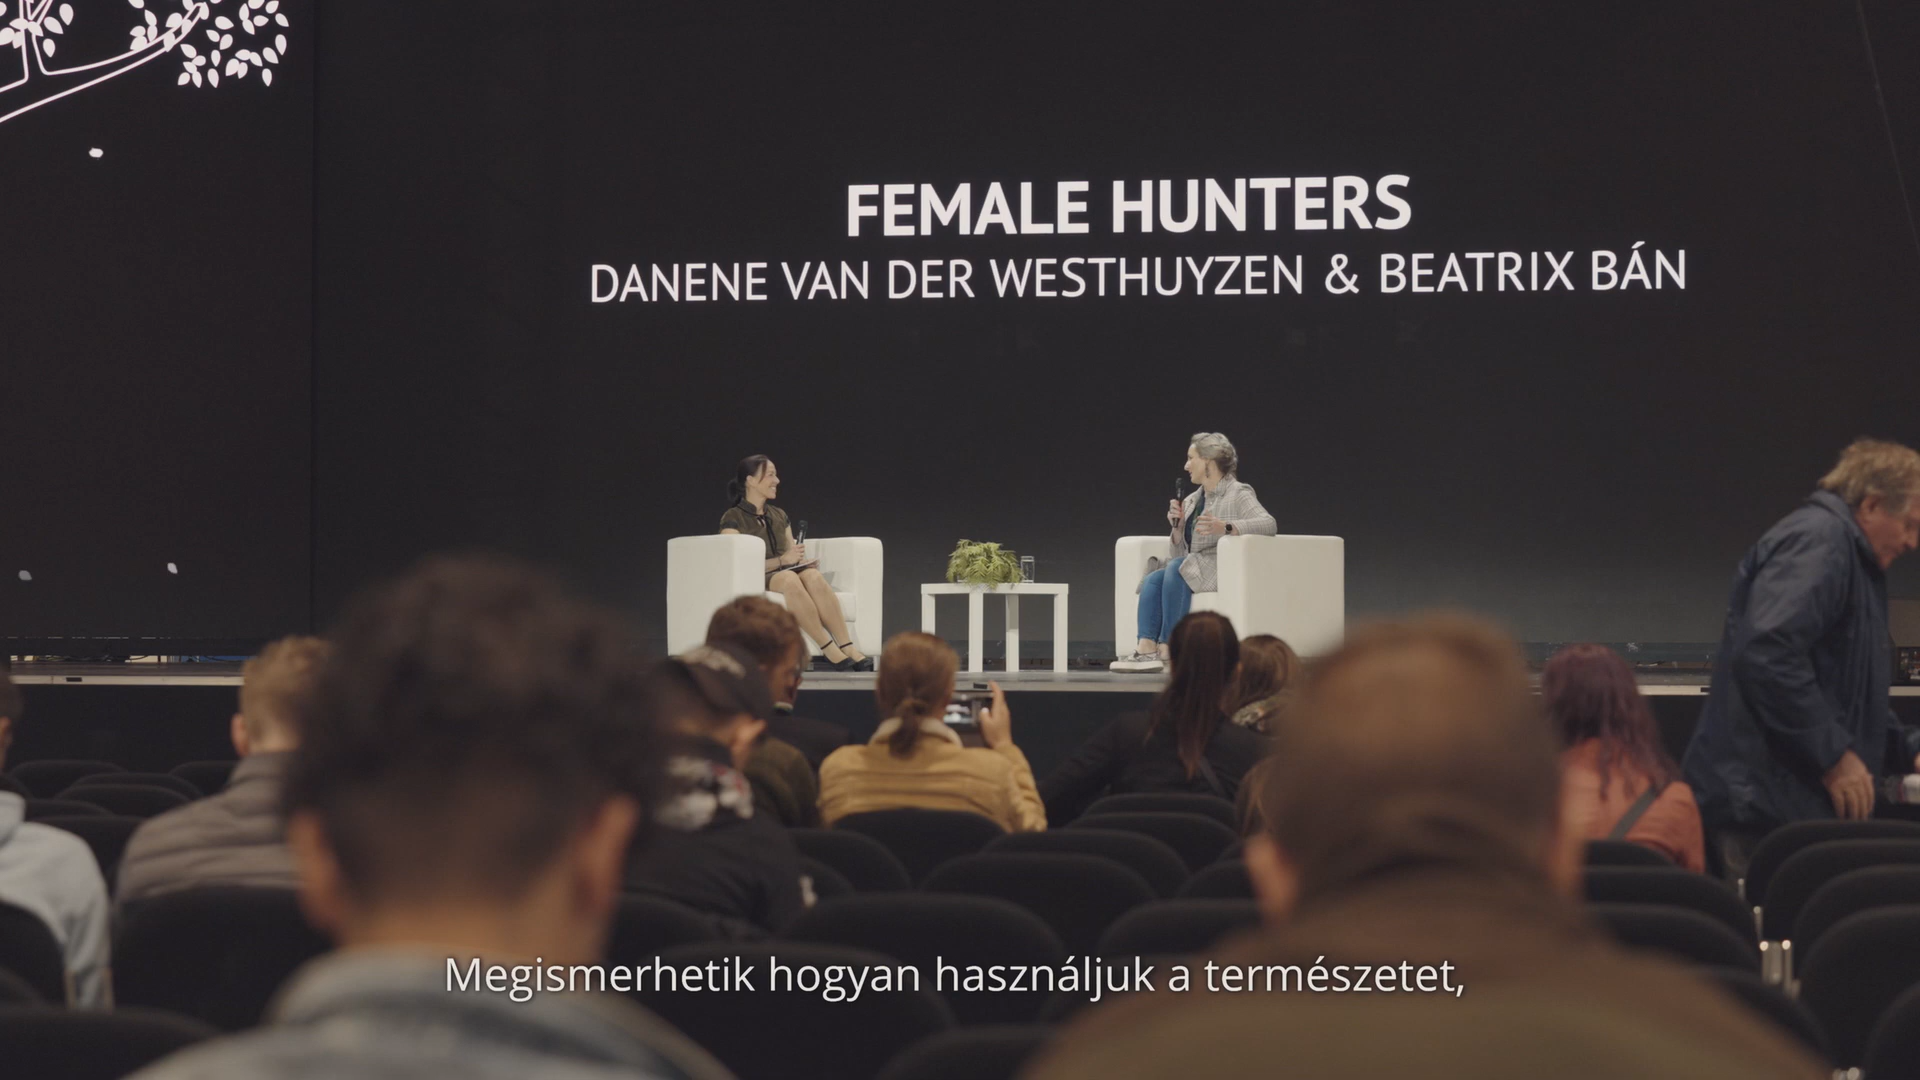 FEMALE HUNTERS
DANENE VAN DER WESTHUYZEN & BEATRIX BÁN
Megismerhetik hogyan használjuk a természetet,